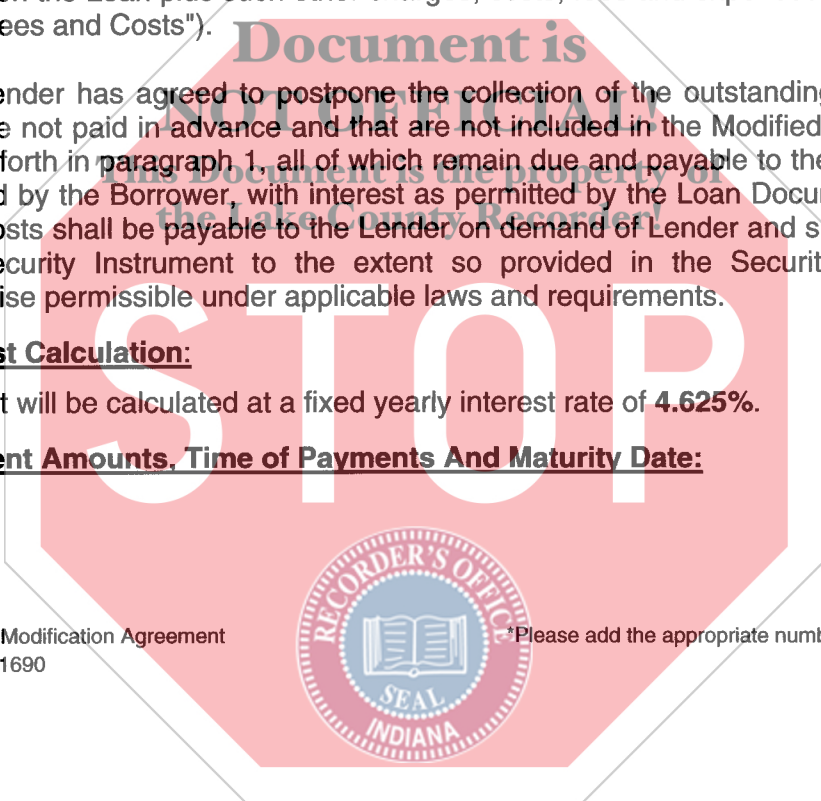 ees and Costs").
Document is
ender has agreed to postpone the collection of the outstanding
NOT OFFICIAL!
e not paid in advance and that are not included in the Modified
forth in paragraph 1, all of which remain due and payable to the
This Document is the property of
d by the Borrower, with interest as permitted by the Loan Docu
the Lake County Recorder!
osts shall be payable to the Lender on demand of Lender and s
ecurity Instrument to the extent so provided in the Securit
ise permissible under applicable laws and requirements.
STOP
st Calculation:
t will be calculated at a fixed yearly interest rate of 4.625%.
ent Amounts, Time of Payments And Maturity Date:
RECORDER'S OFFICE
SEAL
INDIANA
Modification Agreement
*Please add the appropriate numb
1690